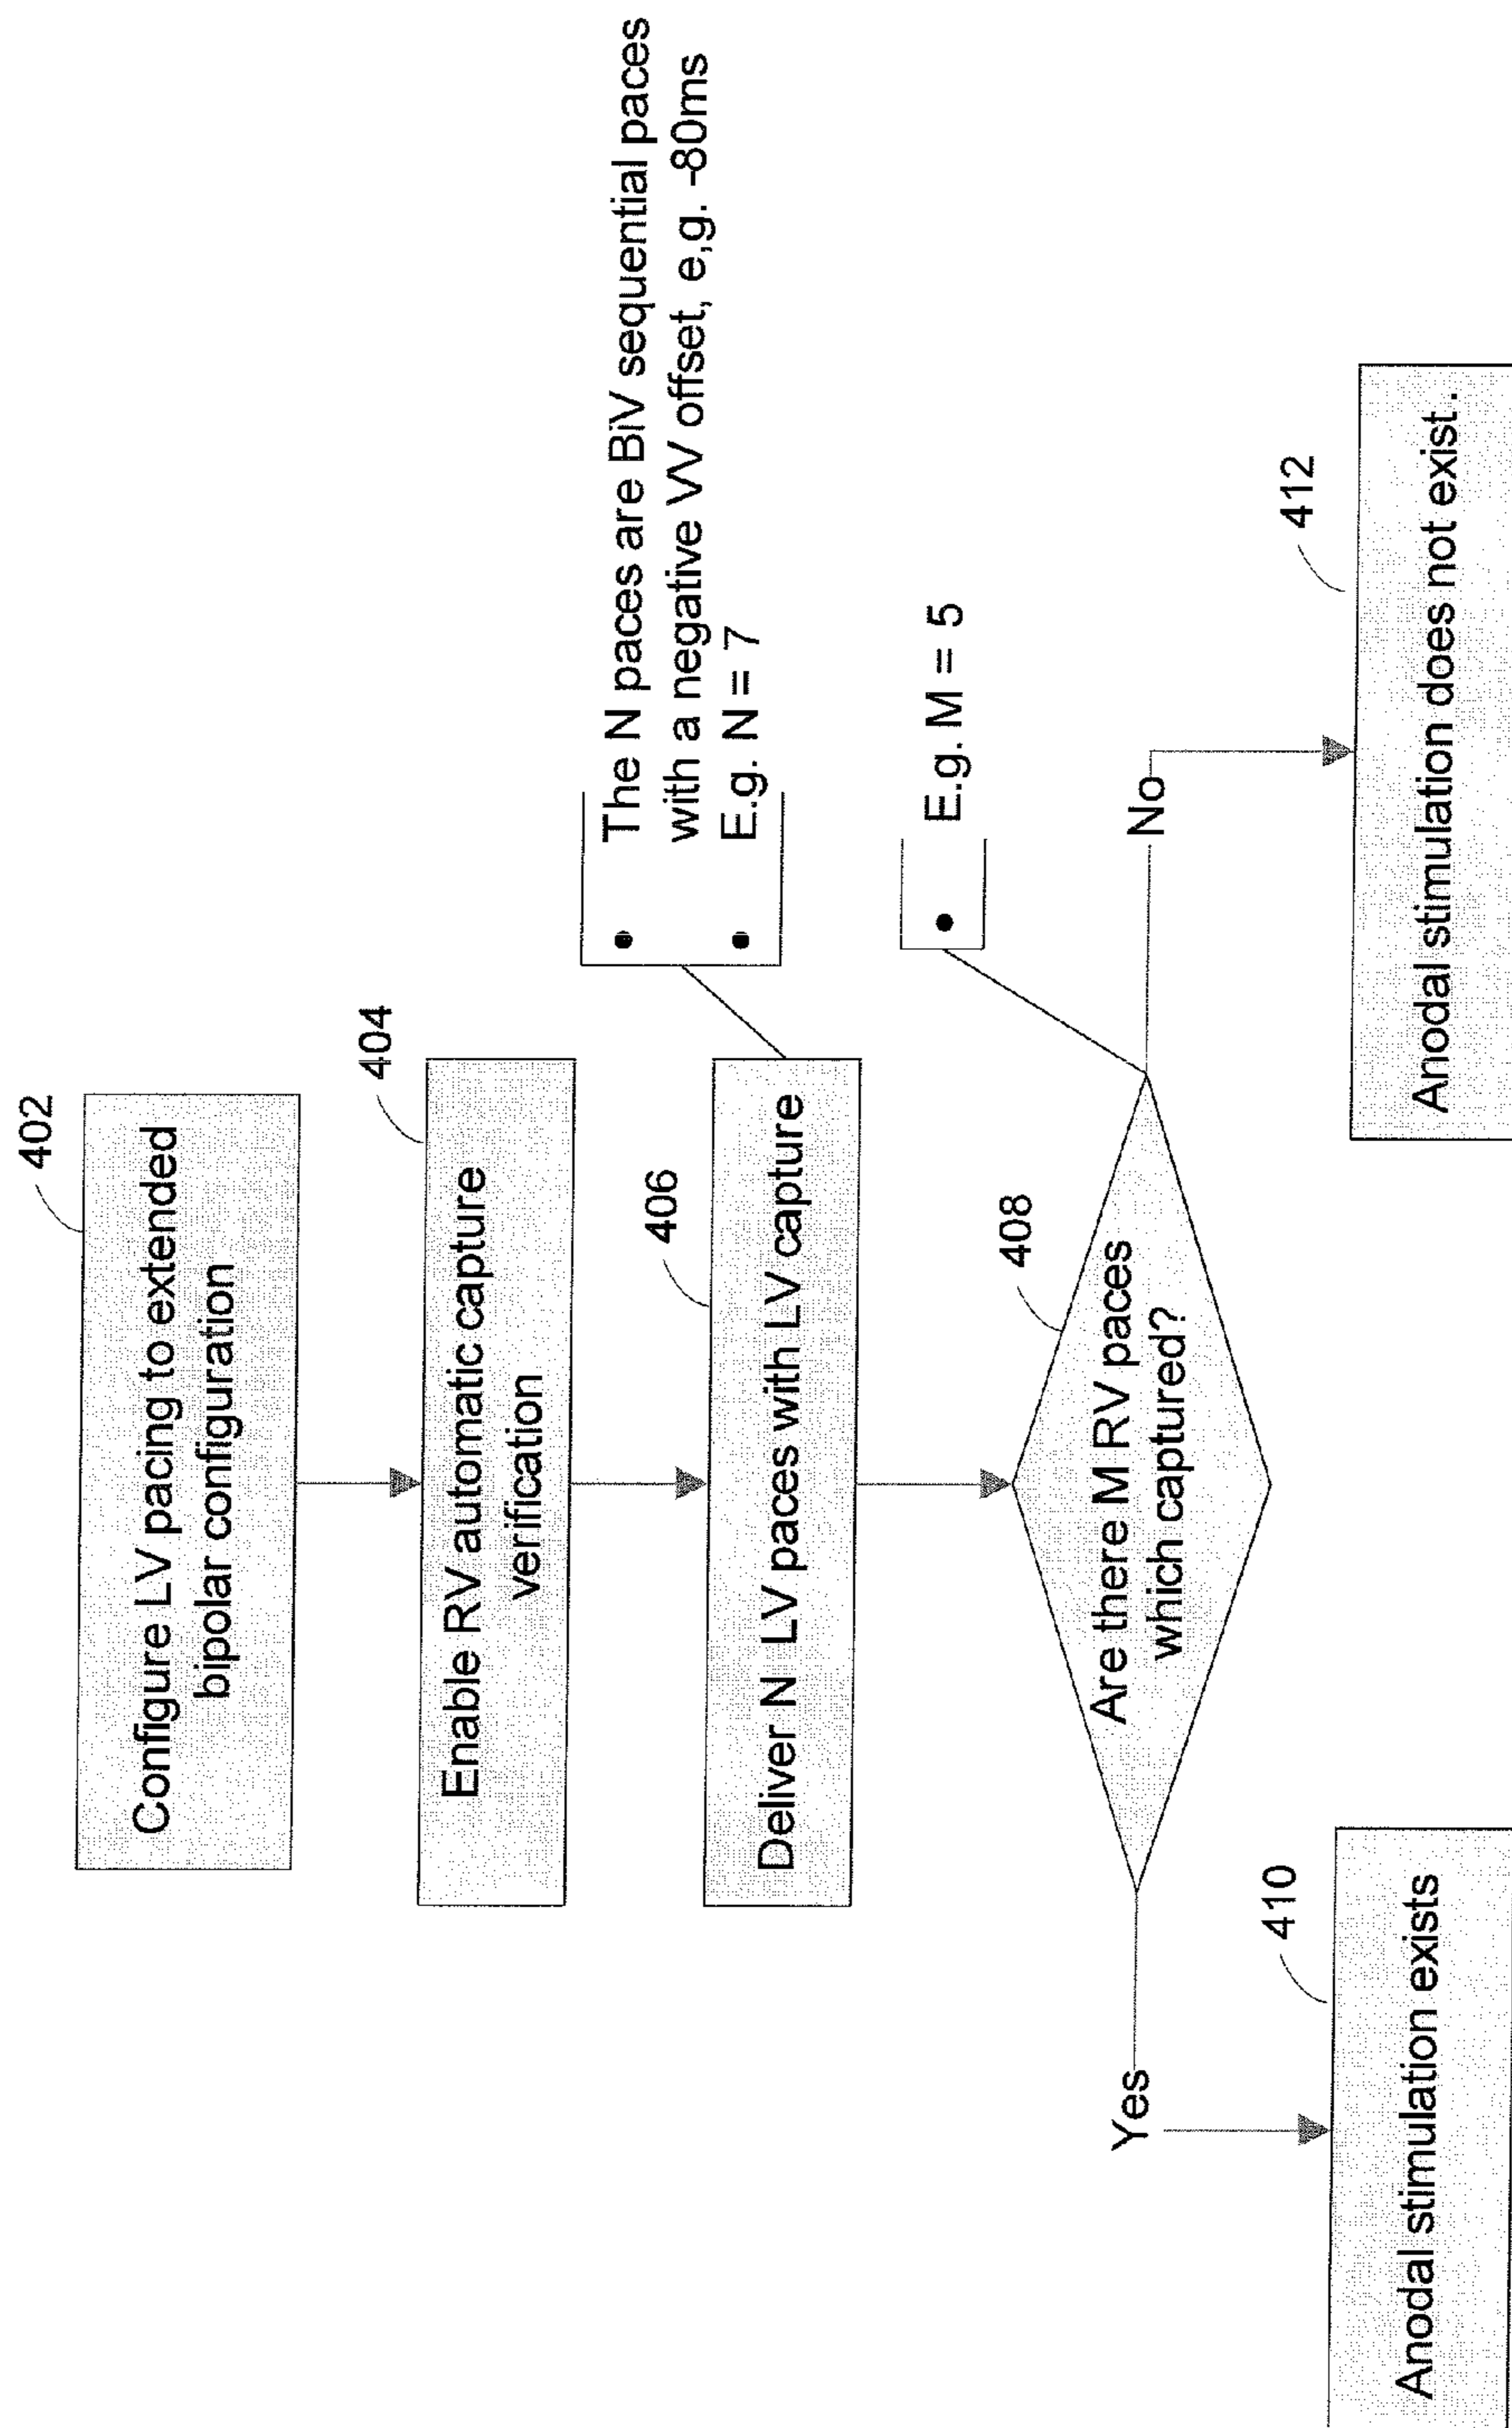 402
Configure LV pacing to extended
bipolar configuration
404
Enable RV automatic capture
verification
406
Deliver N LV paces with LV capture
• The N paces are BiV sequential paces
with a negative VV offset, e,g. -80ms
• E.g. N = 7
408
Are there M RV paces
which captured?
• E.g. M = 5
Yes
No
410
Anodal stimulation exists
412
Anodal stimulation does not exist.